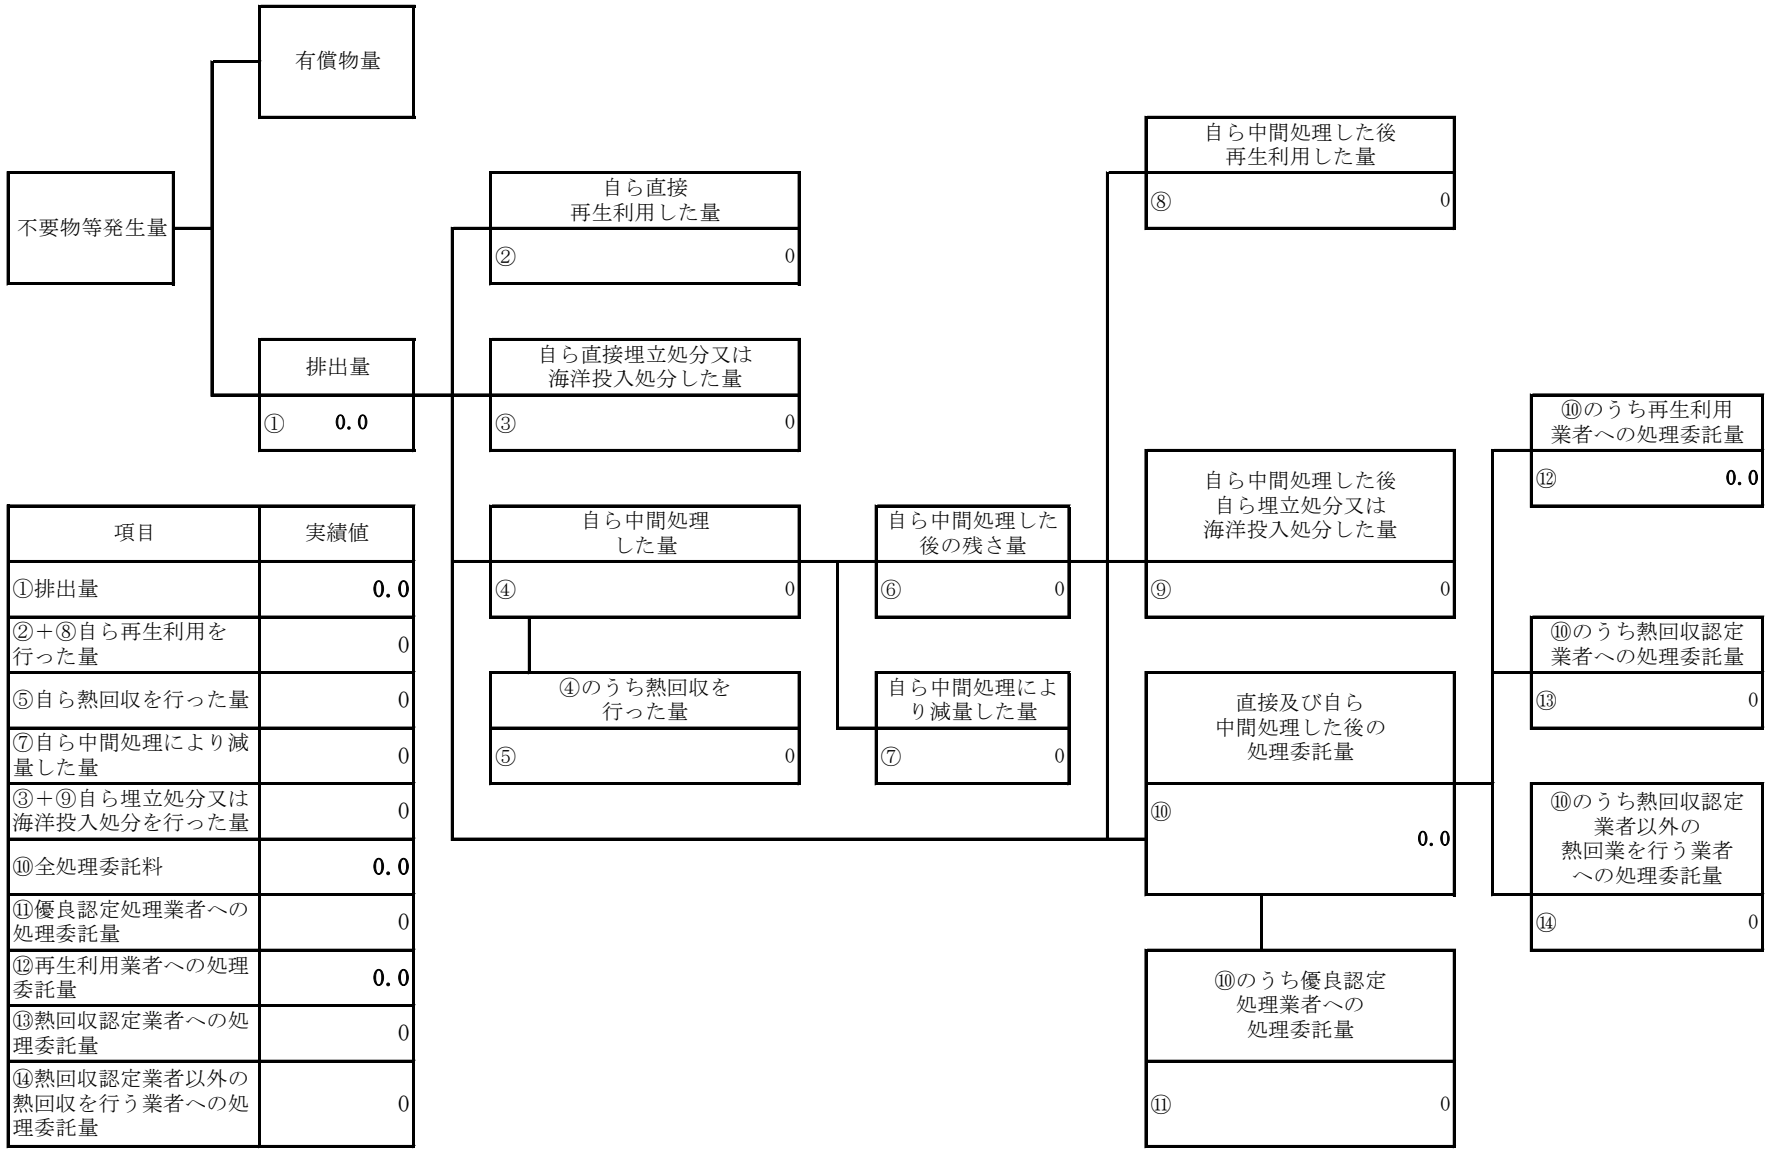 有償物量
不要物等発生量
排出量
① 0.0
自ら直接
再生利用した量
② 0
自ら直接埋立処分又は
海洋投入処分した量
③ 0
自ら中間処理
した量
④ 0
④のうち熱回収を
行った量
⑤ 0
自ら中間処理した
後の残さ量
⑥ 0
自ら中間処理によ
り減量した量
⑦ 0
自ら中間処理した後
再生利用した量
⑧ 0
自ら中間処理した後
自ら埋立処分又は
海洋投入処分した量
⑨ 0
直接及び自ら
中間処理した後の
処理委託量
⑩
0.0
⑩のうち優良認定
処理業者への
処理委託量
⑪ 0
⑩のうち再生利用
業者への処理委託量
⑫ 0.0
⑩のうち熱回収認定
業者への処理委託量
⑬ 0
⑩のうち熱回収認定
業者以外の
熱回業を行う業者
への処理委託量
⑭ 0
項目 実績値
①排出量 0.0
②＋⑧自ら再生利用を
行った量 0
⑤自ら熱回収を行った量 0
⑦自ら中間処理により減
量した量 0
③＋⑨自ら埋立処分又は
海洋投入処分を行った量 0
⑩全処理委託料 0.0
⑪優良認定処理業者への
処理委託量 0
⑫再生利用業者への処理
委託量 0.0
⑬熱回収認定業者への処
理委託量 0
⑭熱回収認定業者以外の
熱回収を行う業者への処 0
理委託量